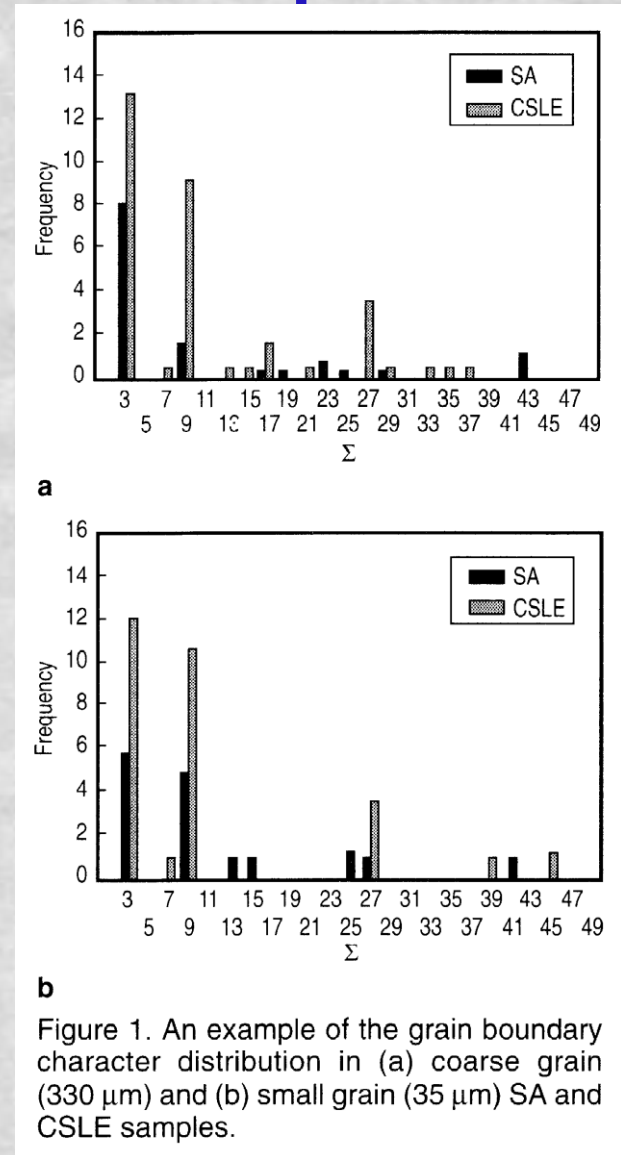 16
14
12
10
8
6
4
2
0
Frequency
SA
CSLE
3 7 11 15 19 23 27 31 35 39 43 47
5 9 13 17 21 25 29 33 37 41 45 49
Σ
a
16
14
12
10
8
6
4
2
0
Frequency
SA
CSLE
3 7 11 15 19 23 27 31 35 39 43 47
5 9 13 17 21 25 29 33 37 41 45 49
Σ
b
Figure 1. An example of the grain boundary
character distribution in (a) coarse grain
(330 μm) and (b) small grain (35 μm) SA and
CSLE samples.